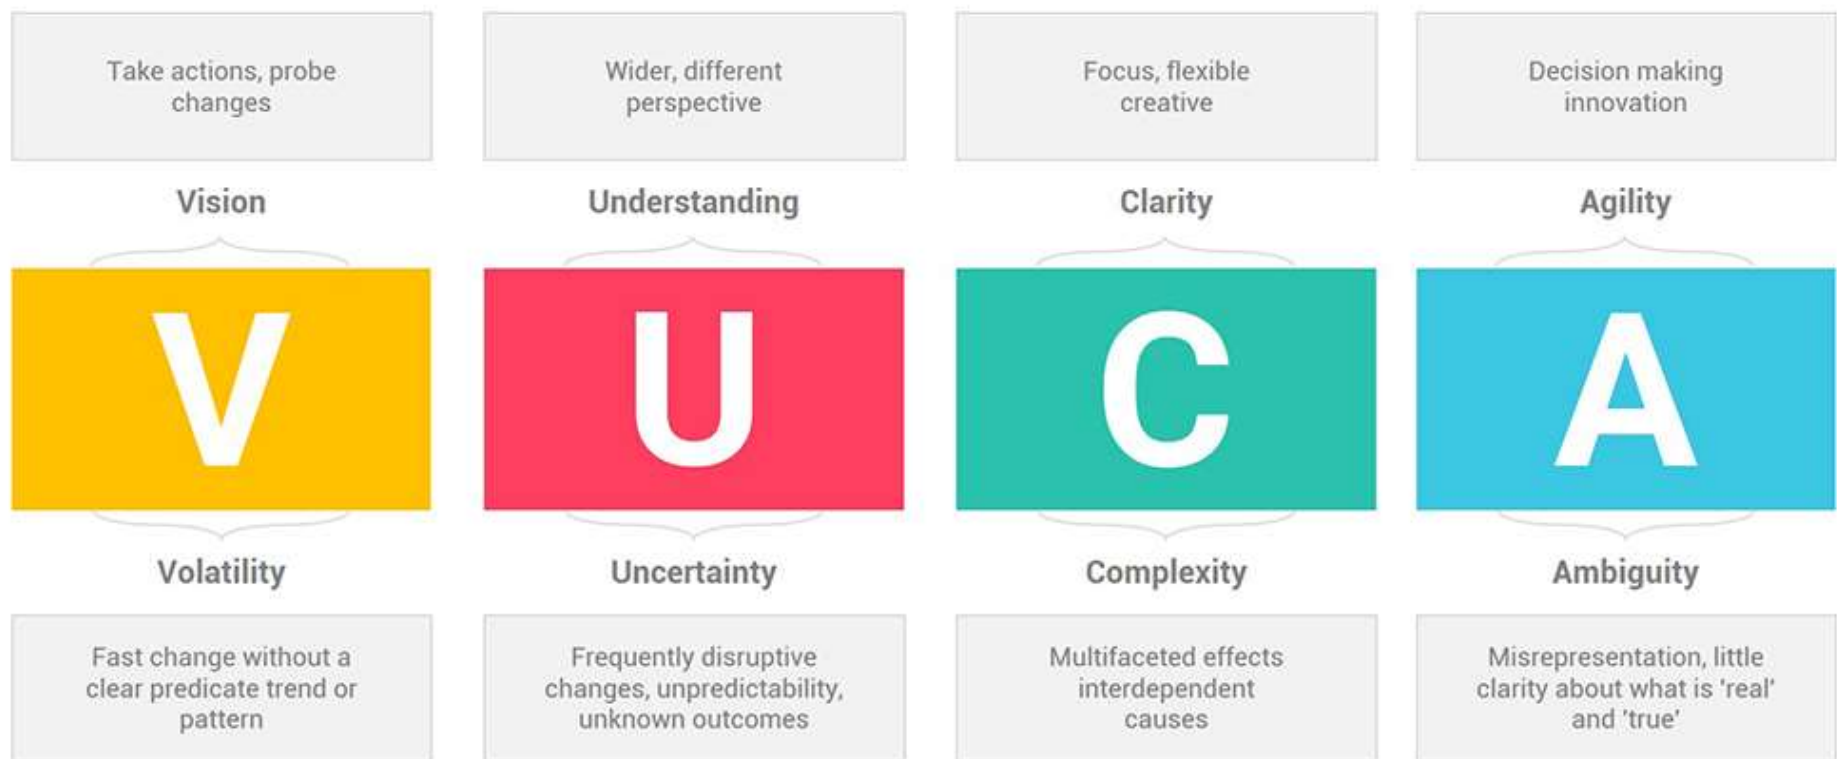 Take actions, probe
changes
Wider, different
perspective
Focus, flexible
creative
Decision making
innovation
Vision
Understanding
Clarity
Agility
V
U
C
A
Volatility
Uncertainty
Complexity
Ambiguity
Fast change without a
clear predicate trend or
pattern
Frequently disruptive
changes, unpredictability,
unknown outcomes
Multifaceted effects
interdependent
causes
Misrepresentation, little
clarity about what is 'real'
and 'true'